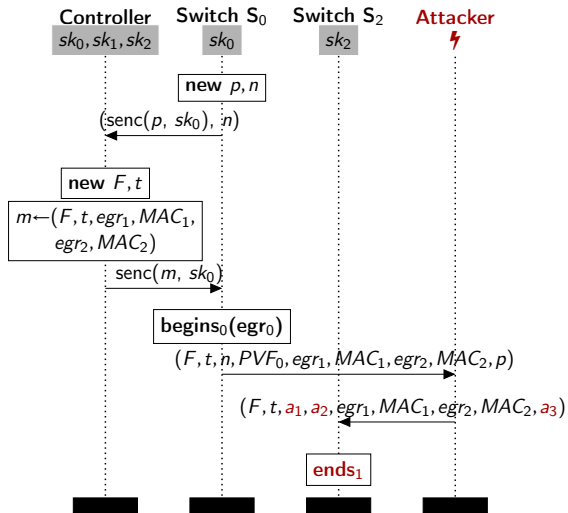 Controller Switch S₀ Switch S₂ Attacker
sk₀, sk₁, sk₂ sk₀ sk₂
new p, n
(senc(p, sk₀), n)
new F, t
m←(F, t, egr₁, MAC₁,
egr₂, MAC₂)
senc(m, sk₀)
begins₀(egr₀)
(F, t, n, PVF₀, egr₁, MAC₁, egr₂, MAC₂, p)
(F, t, a₁, a₂, egr₁, MAC₁, egr₂, MAC₂, a₃)
ends₁